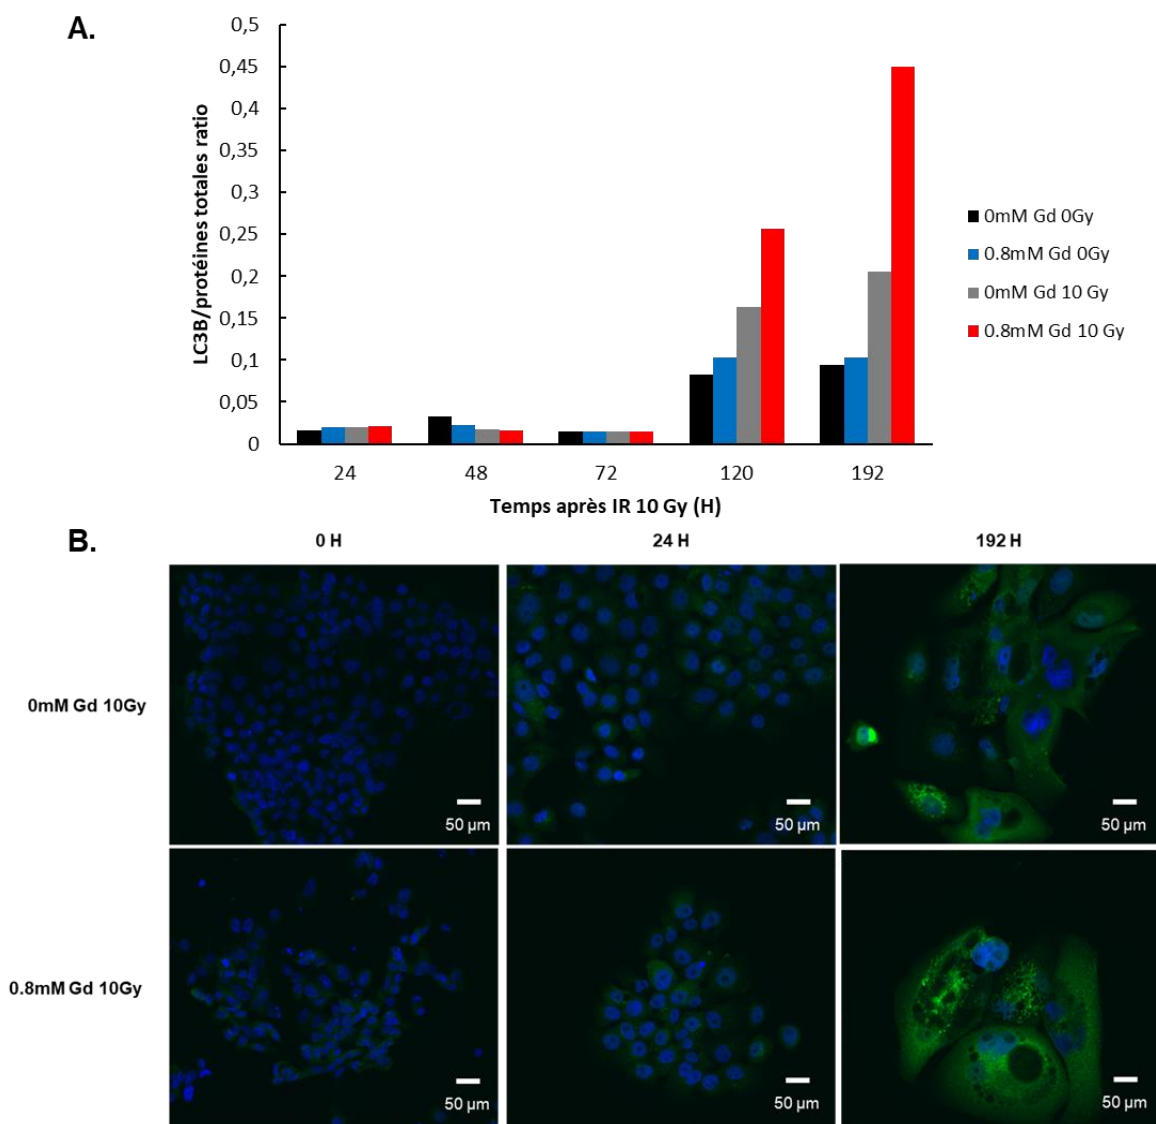 A.
0,5
0,45
0,4
0,35
0,3
0,25
0,2
0,15
0,1
0,05
0
LC3B/protéines totales ratio
24 48 72 120 192
Temps après IR 10 Gy (H)
0mM Gd 0Gy
0.8mM Gd 0Gy
0mM Gd 10 Gy
0.8mM Gd 10 Gy
B.
0 H 24 H 192 H
0mM Gd 10Gy
50 µm 50 µm 50 µm
0.8mM Gd 10Gy
50 µm 50 µm 50 µm